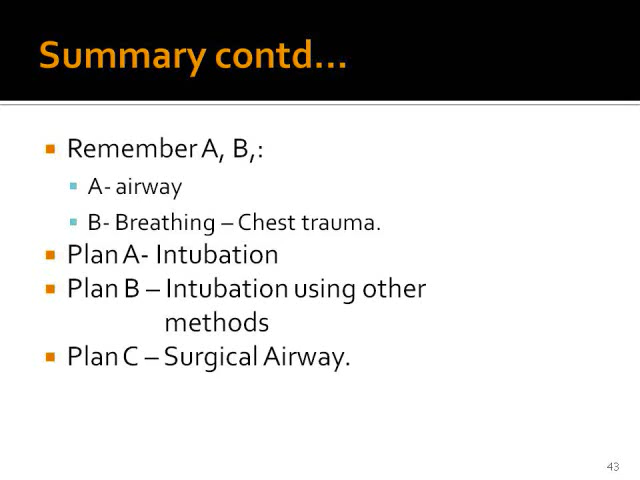 Summary contd...
Remember A, B,:
A- airway
B- Breathing – Chest trauma.
Plan A- Intubation
Plan B – Intubation using other
methods
Plan C – Surgical Airway.
43